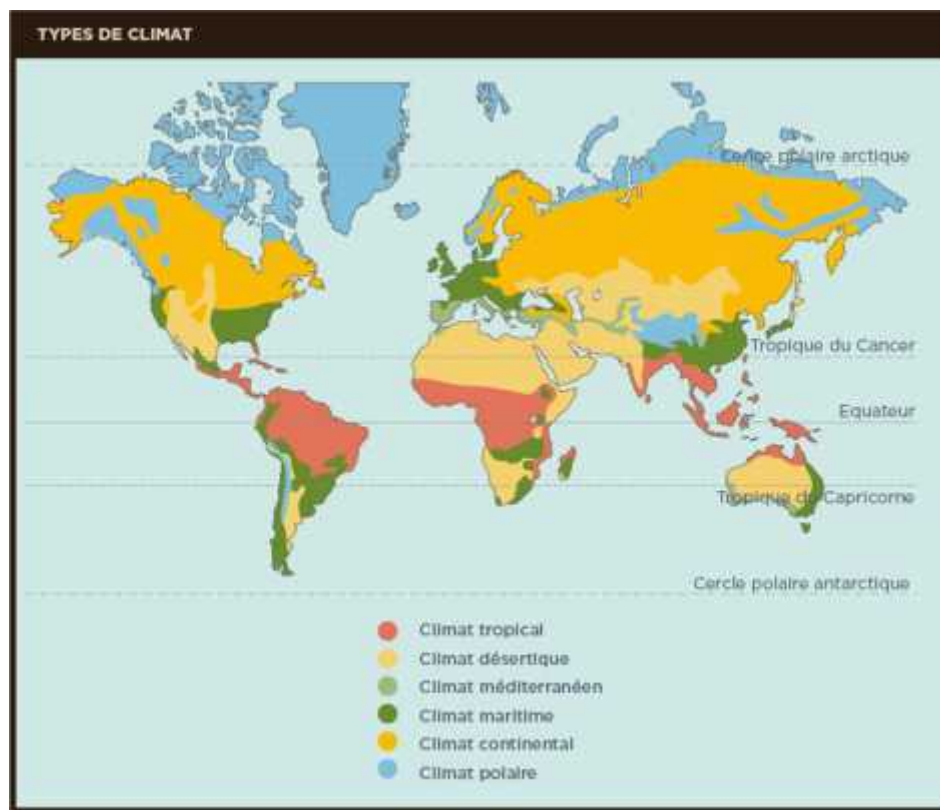 TYPES DE CLIMAT
Cercle polaire arctique
Tropique du Cancer
Equateur
Tropique du Capricorne
Cercle polaire antarctique
Climat tropical
Climat désertique
Climat méditerranéen
Climat maritime
Climat continental
Climat polaire